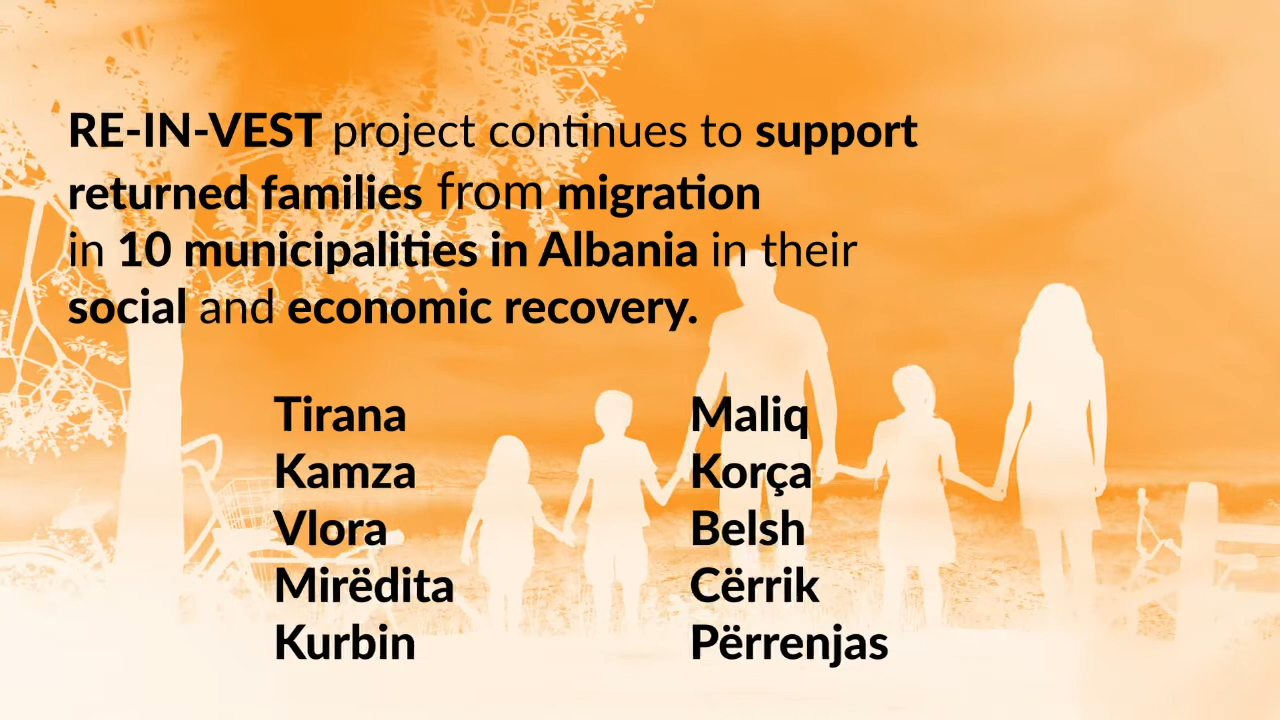 RE-IN-VEST project continues to support
returned families from migration
in 10 municipalities in Albania in their
social and economic recovery.
Tirana
Kamza
Vlora
Mirëdita
Kurbin
Maliq
Korça
Belsh
Cërrik
Përrenjas